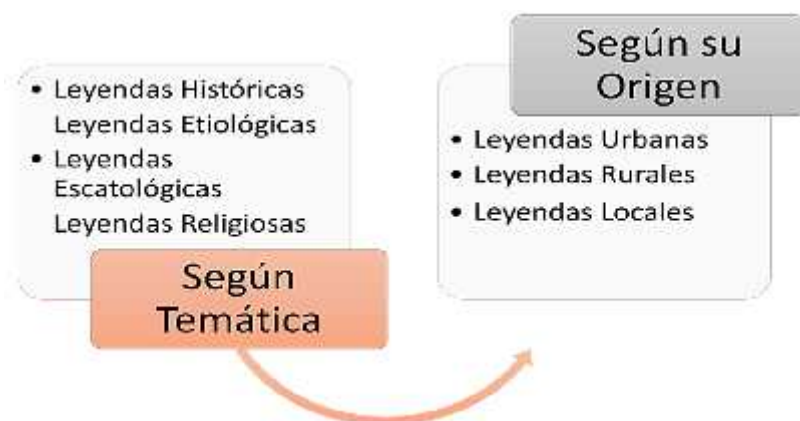 • Leyendas Históricas
Leyendas Etiológicas
• Leyendas
Escatológicas
Leyendas Religiosas
Según
Temática
Según su
Origen
• Leyendas Urbanas
• Leyendas Rurales
• Leyendas Locales